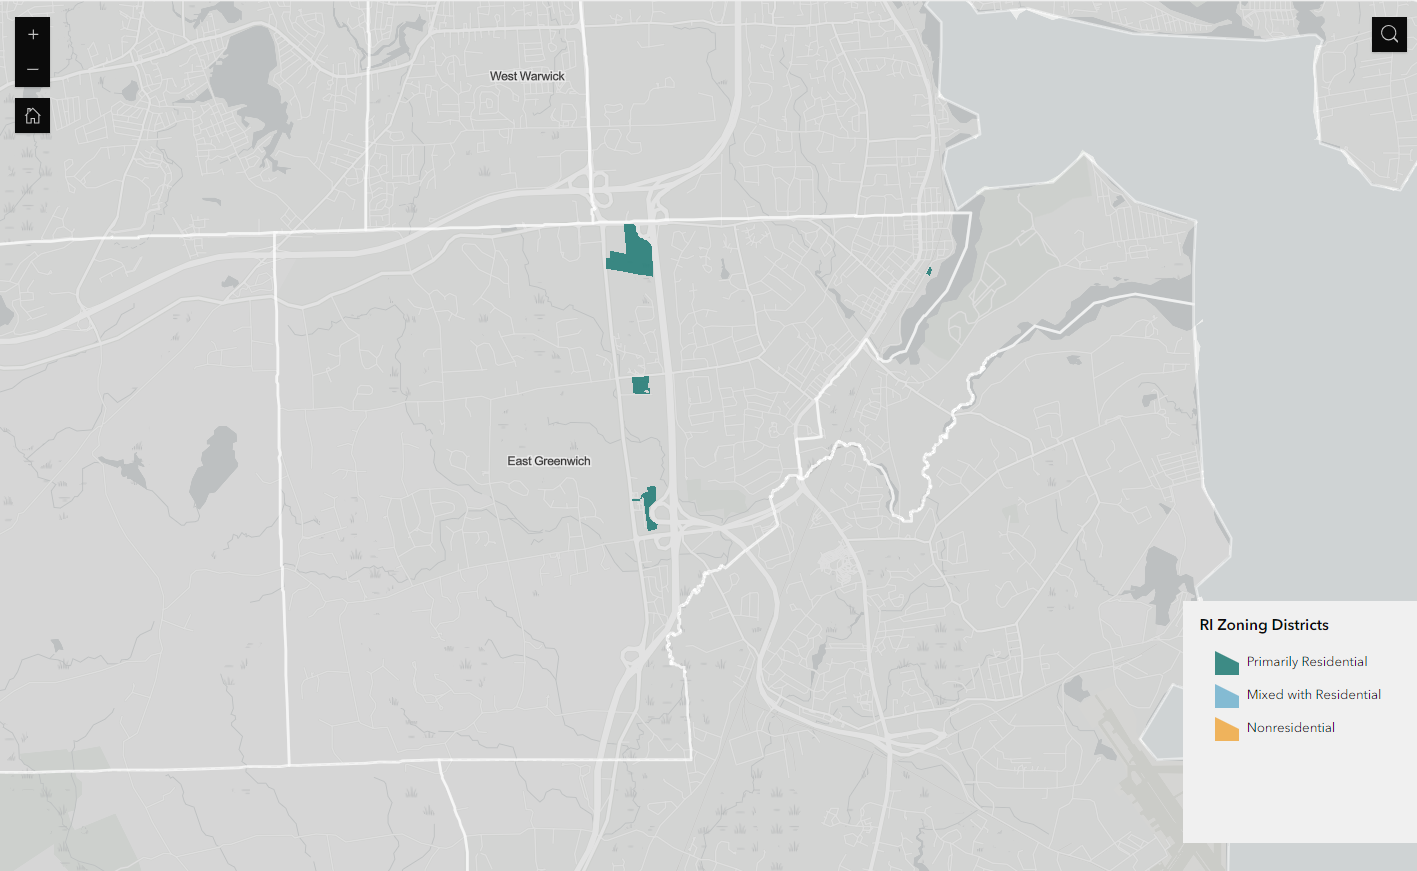 +
−
West Warwick
East Greenwich
RI Zoning Districts
Primarily Residential
Mixed with Residential
Nonresidential